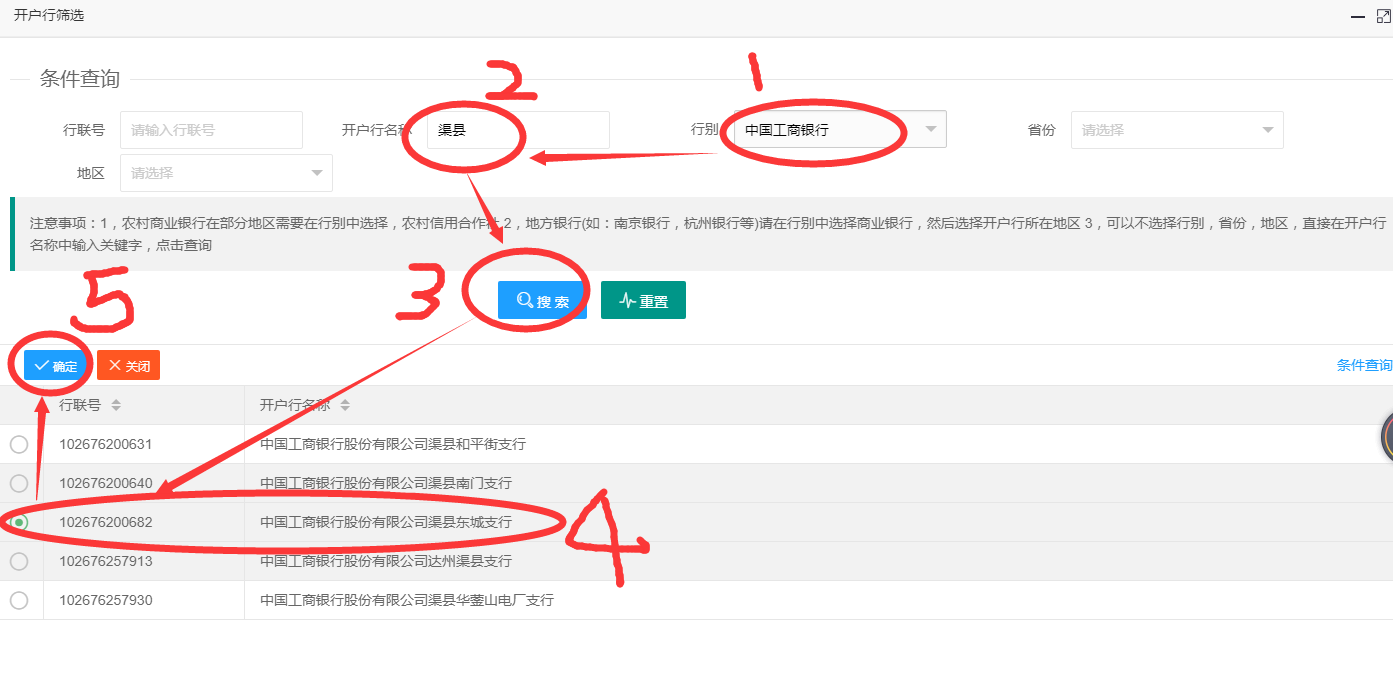 开户行筛选
条件查询
2
1
行联号 请输入行联号 开户行名称 渠县 行别 中国工商银行 省份 请选择
地区 请选择
注意事项：1，农村商业银行在部分地区需要在行别中选择，农村信用合作社 2，地方银行(如：南京银行，杭州银行等)请在行别中选择商业银行，然后选择开户行所在地区 3，可以不选择行别，省份，地区，直接在开户行
名称中输入关键字，点击查询
5
3
搜 索 重置
确定 关闭 条件查询
行联号 开户行名称
102676200631 中国工商银行股份有限公司渠县和平街支行
102676200640 中国工商银行股份有限公司渠县南门支行
102676200682 中国工商银行股份有限公司渠县东城支行
4
102676257913 中国工商银行股份有限公司达州渠县支行
102676257930 中国工商银行股份有限公司渠县华蓥山电厂支行